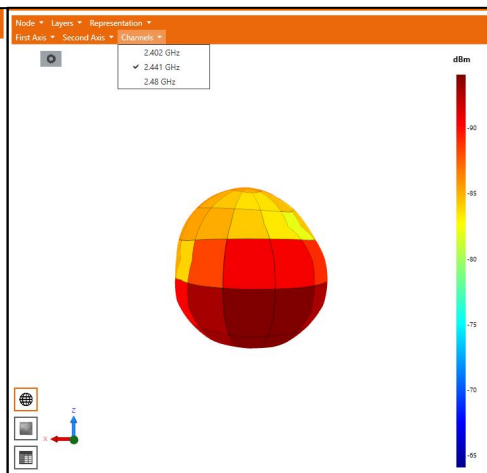 Node Layers Representation
First Axis Second Axis Channels
2.402 GHz
2.441 GHz
2.48 GHz
dBm
-90
-85
-80
-75
-70
-65
Z
X